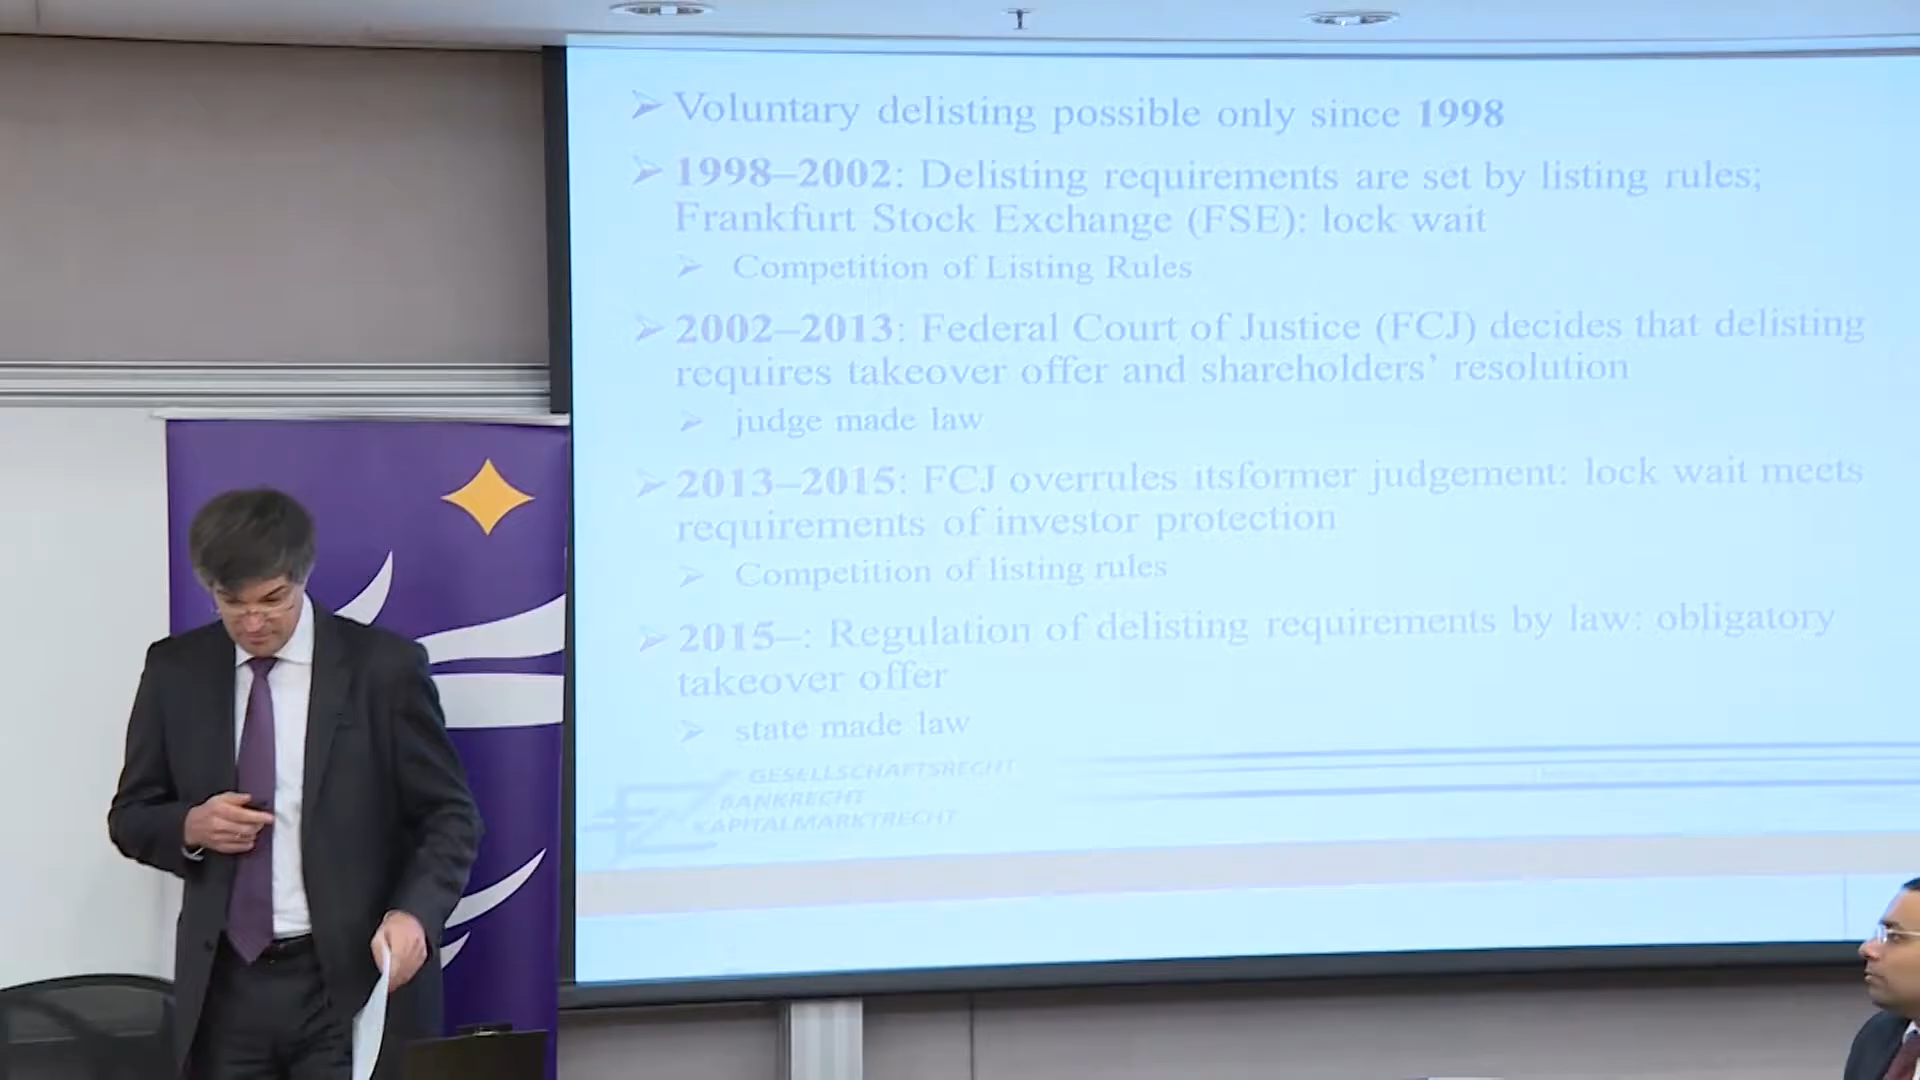 ➢ Voluntary delisting possible only since 1998
➢ 1998–2002: Delisting requirements are set by listing rules;
Frankfurt Stock Exchange (FSE): lock wait
➢ Competition of Listing Rules
➢ 2002–2013: Federal Court of Justice (FCJ) decides that delisting
requires takeover offer and shareholders’ resolution
➢ judge made law
➢ 2013–2015: FCJ overrules itsformer judgement: lock wait meets
requirements of investor protection
➢ Competition of listing rules
➢ 2015–: Regulation of delisting requirements by law: obligatory
takeover offer
➢ state made law
GESELLSCHAFTSRECHT
BANKRECHT
KAPITALMARKTRECHT